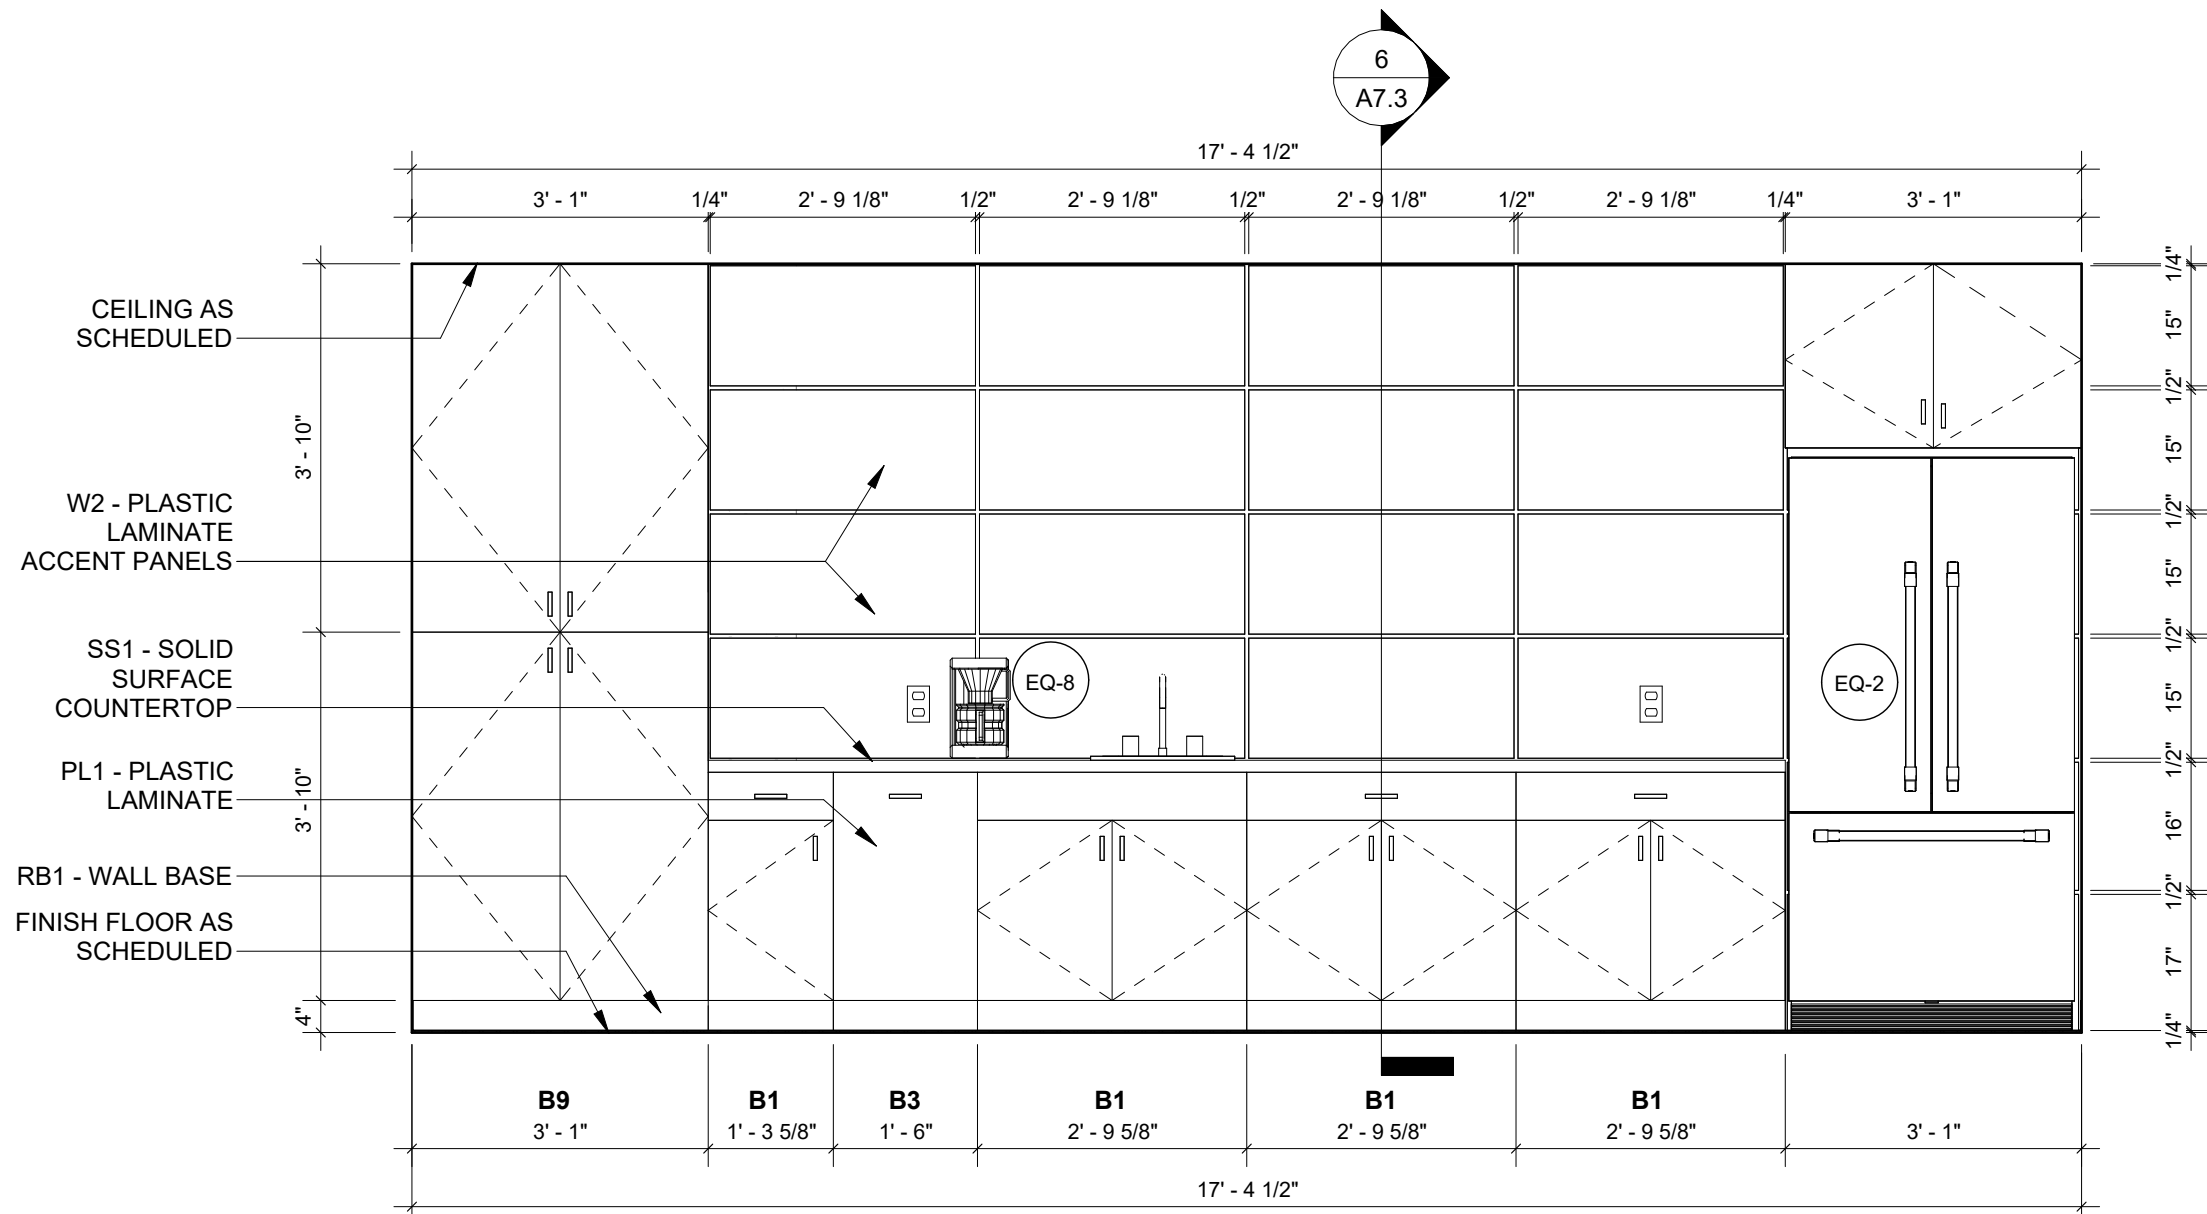 6
A7.3
17' - 4 1/2"
3' - 1" 1/4" 2' - 9 1/8" 1/2" 2' - 9 1/8" 1/2" 2' - 9 1/8" 1/2" 2' - 9 1/8" 1/4" 3' - 1"
CEILING AS
SCHEDULED
W2 - PLASTIC
LAMINATE
ACCENT PANELS
SS1 - SOLID
SURFACE
COUNTERTOP
PL1 - PLASTIC
LAMINATE
RB1 - WALL BASE
FINISH FLOOR AS
SCHEDULED
3' - 10"
3' - 10"
4"
EQ-8
EQ-2
1/4"
15"
1/2"
15"
1/2"
15"
1/2"
15"
1/2"
16"
1/2"
17"
1/4"
B9 B1 B3 B1 B1 B1
3' - 1" 1' - 3 5/8" 1' - 6" 2' - 9 5/8" 2' - 9 5/8" 2' - 9 5/8" 3' - 1"
17' - 4 1/2"